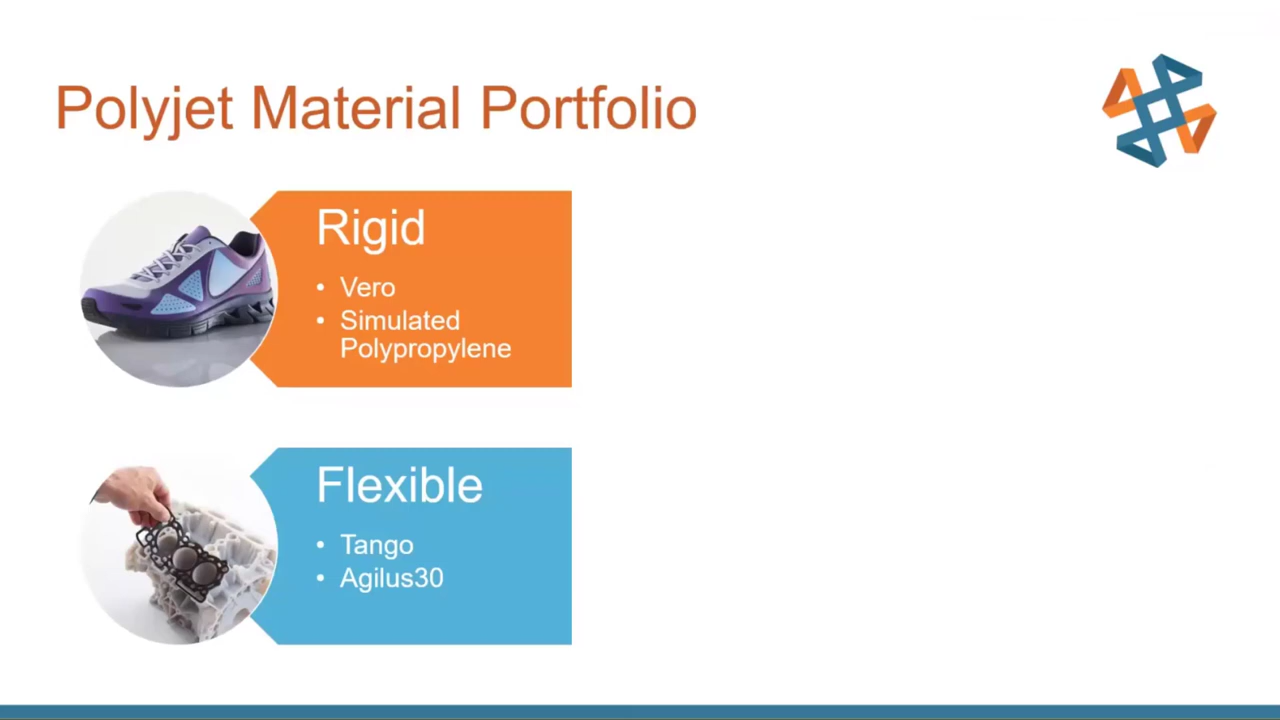 Polyjet Material Portfolio
Rigid
• Vero
• Simulated
Polypropylene
Flexible
• Tango
• Agilus30